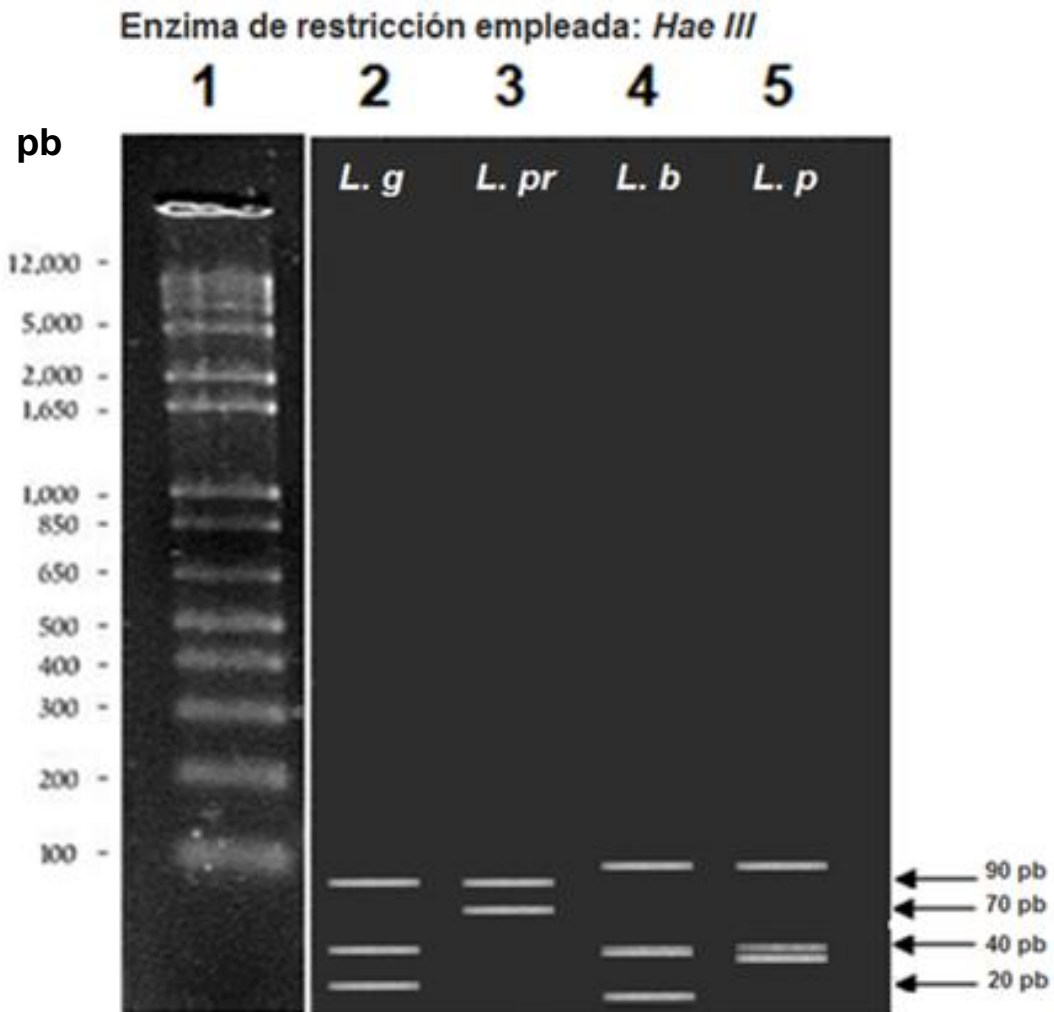 Enzima de restricción empleada: Hae III
1 2 3 4 5
pb
L. g L. pr L. b L. p
12,000 -
5,000 -
2,000 -
1,650 -
1,000 -
850 -
650 -
500 -
400 -
300 -
200 -
100 -
90 pb
70 pb
40 pb
20 pb